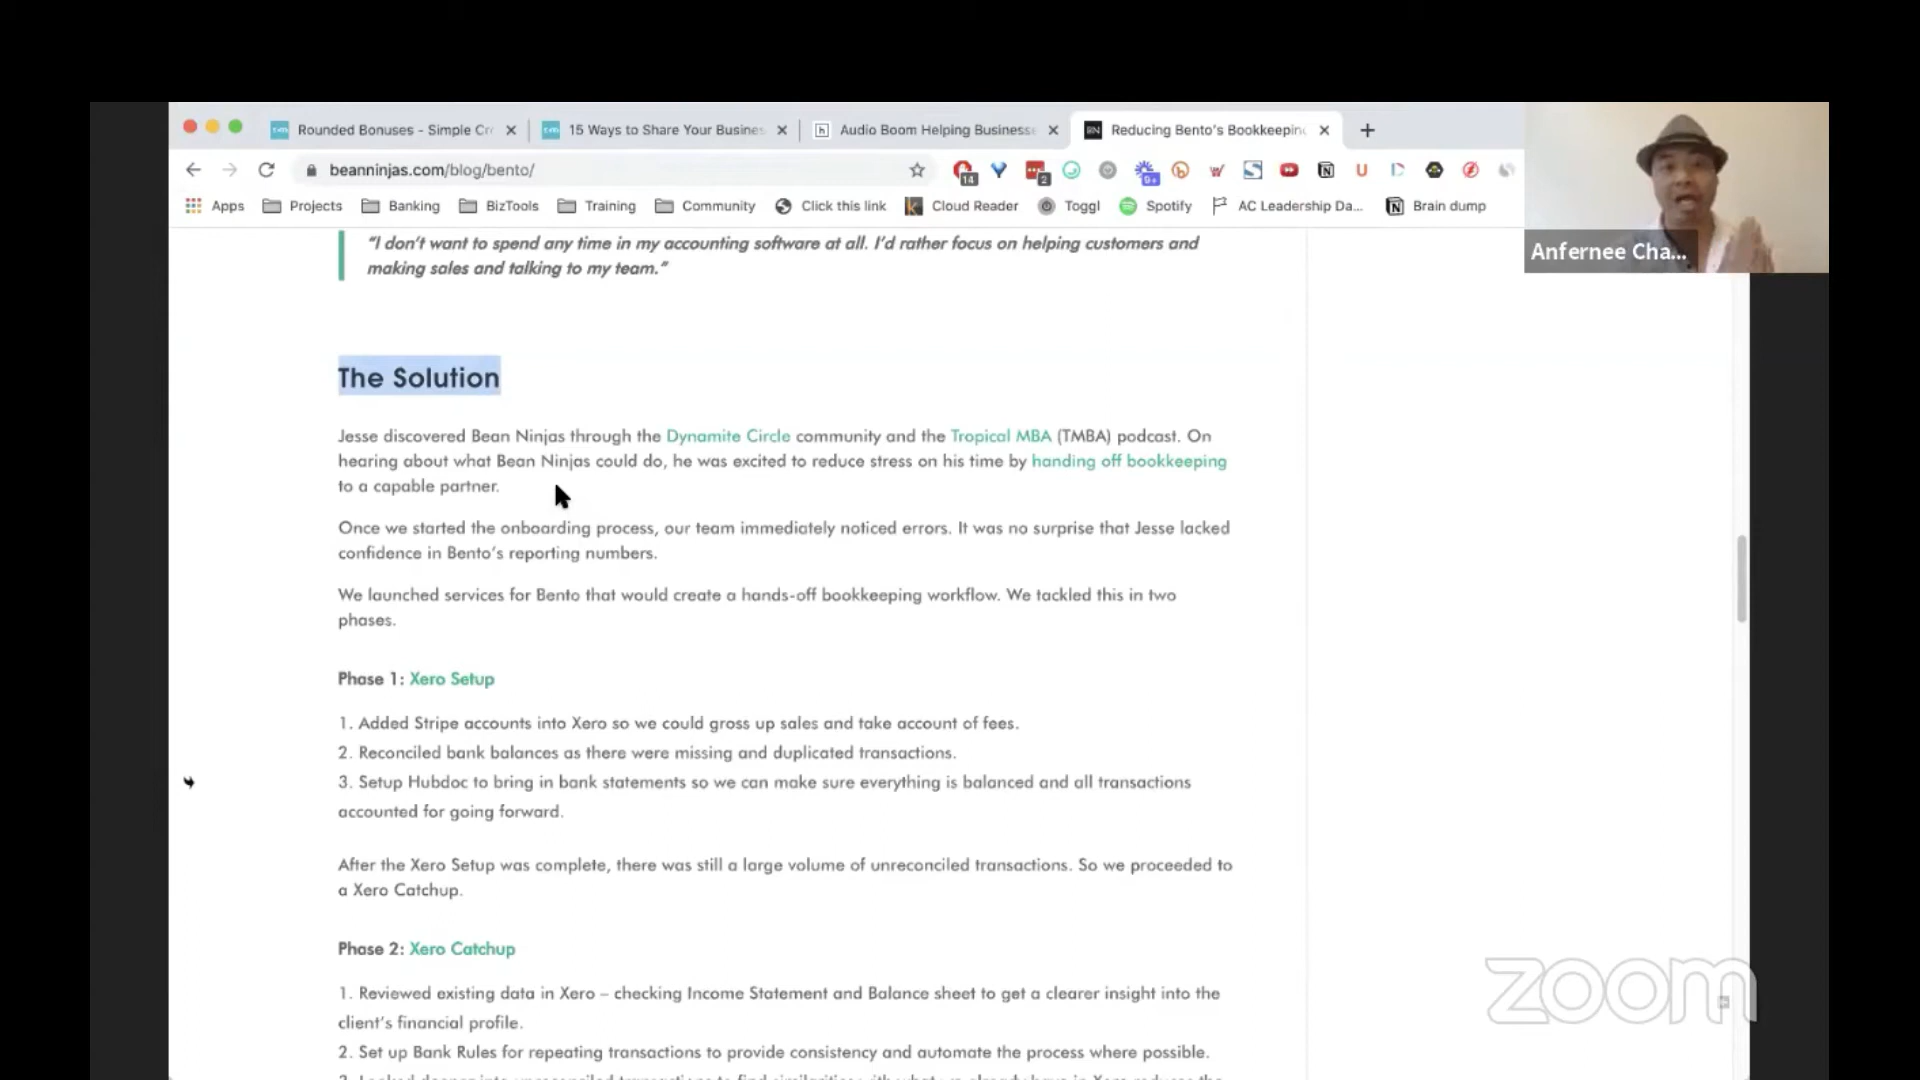 Rounded Bonuses - Simple Cr
15 Ways to Share Your Busines
Audio Boom Helping Business
Reducing Bento's Bookkeeping
beanninjas.com/blog/bento/
14
2
9+
Apps
Projects
Banking
BizTools
Training
Community
Click this link
Cloud Reader
Toggl
Spotify
AC Leadership Da...
Brain dump
Anfernee Cha...
“I don’t want to spend any time in my accounting software at all. I’d rather focus on helping customers and
making sales and talking to my team.”
The Solution
Jesse discovered Bean Ninjas through the Dynamite Circle community and the Tropical MBA (TMBA) podcast. On
hearing about what Bean Ninjas could do, he was excited to reduce stress on his time by handing off bookkeeping
to a capable partner.
Once we started the onboarding process, our team immediately noticed errors. It was no surprise that Jesse lacked
confidence in Bento’s reporting numbers.
We launched services for Bento that would create a hands-off bookkeeping workflow. We tackled this in two
phases.
Phase 1: Xero Setup
1. Added Stripe accounts into Xero so we could gross up sales and take account of fees.
2. Reconciled bank balances as there were missing and duplicated transactions.
3. Setup Hubdoc to bring in bank statements so we can make sure everything is balanced and all transactions
accounted for going forward.
After the Xero Setup was complete, there was still a large volume of unreconciled transactions. So we proceeded to
a Xero Catchup.
Phase 2: Xero Catchup
1. Reviewed existing data in Xero – checking Income Statement and Balance sheet to get a clearer insight into the
client’s financial profile.
2. Set up Bank Rules for repeating transactions to provide consistency and automate the process where possible.
zoom